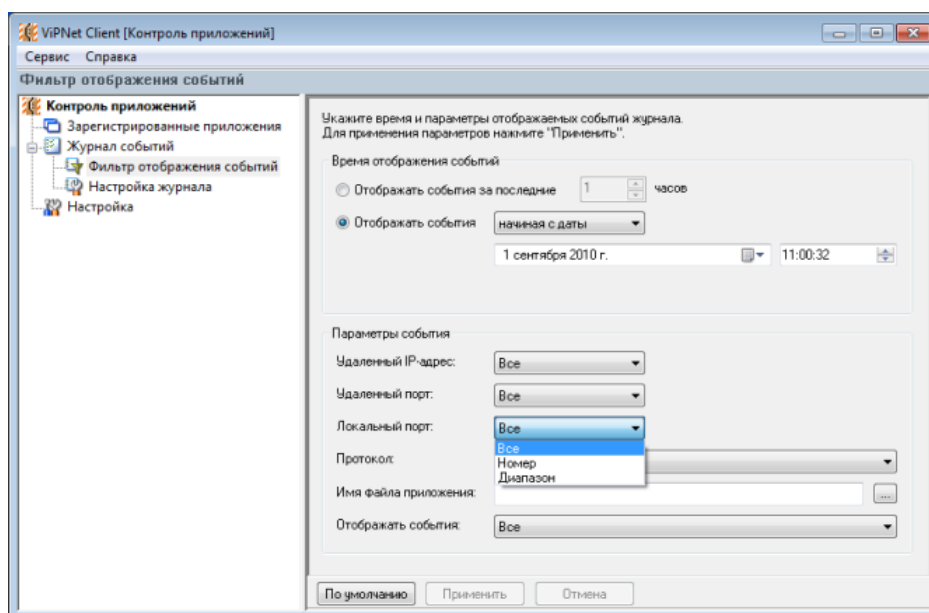 ViPNet Client [Контроль приложений]
Сервис Справка
Фильтр отображения событий
Контроль приложений
Зарегистрированные приложения
Журнал событий
Фильтр отображения событий
Настройка журнала
Настройка
Укажите время и параметры отображаемых событий журнала.
Для применения параметров нажмите "Применить".
Время отображения событий
Отображать события за последние 1 часов
Отображать события начиная с даты
1 сентября 2010 г. 11:00:32
Параметры события
Удаленный IP-адрес: Все
Удаленный порт: Все
Локальный порт: Все
Все
Протокол: Номер
Диапазон
Имя файла приложения: ...
Отображать события: Все
По умолчанию Применить Отмена